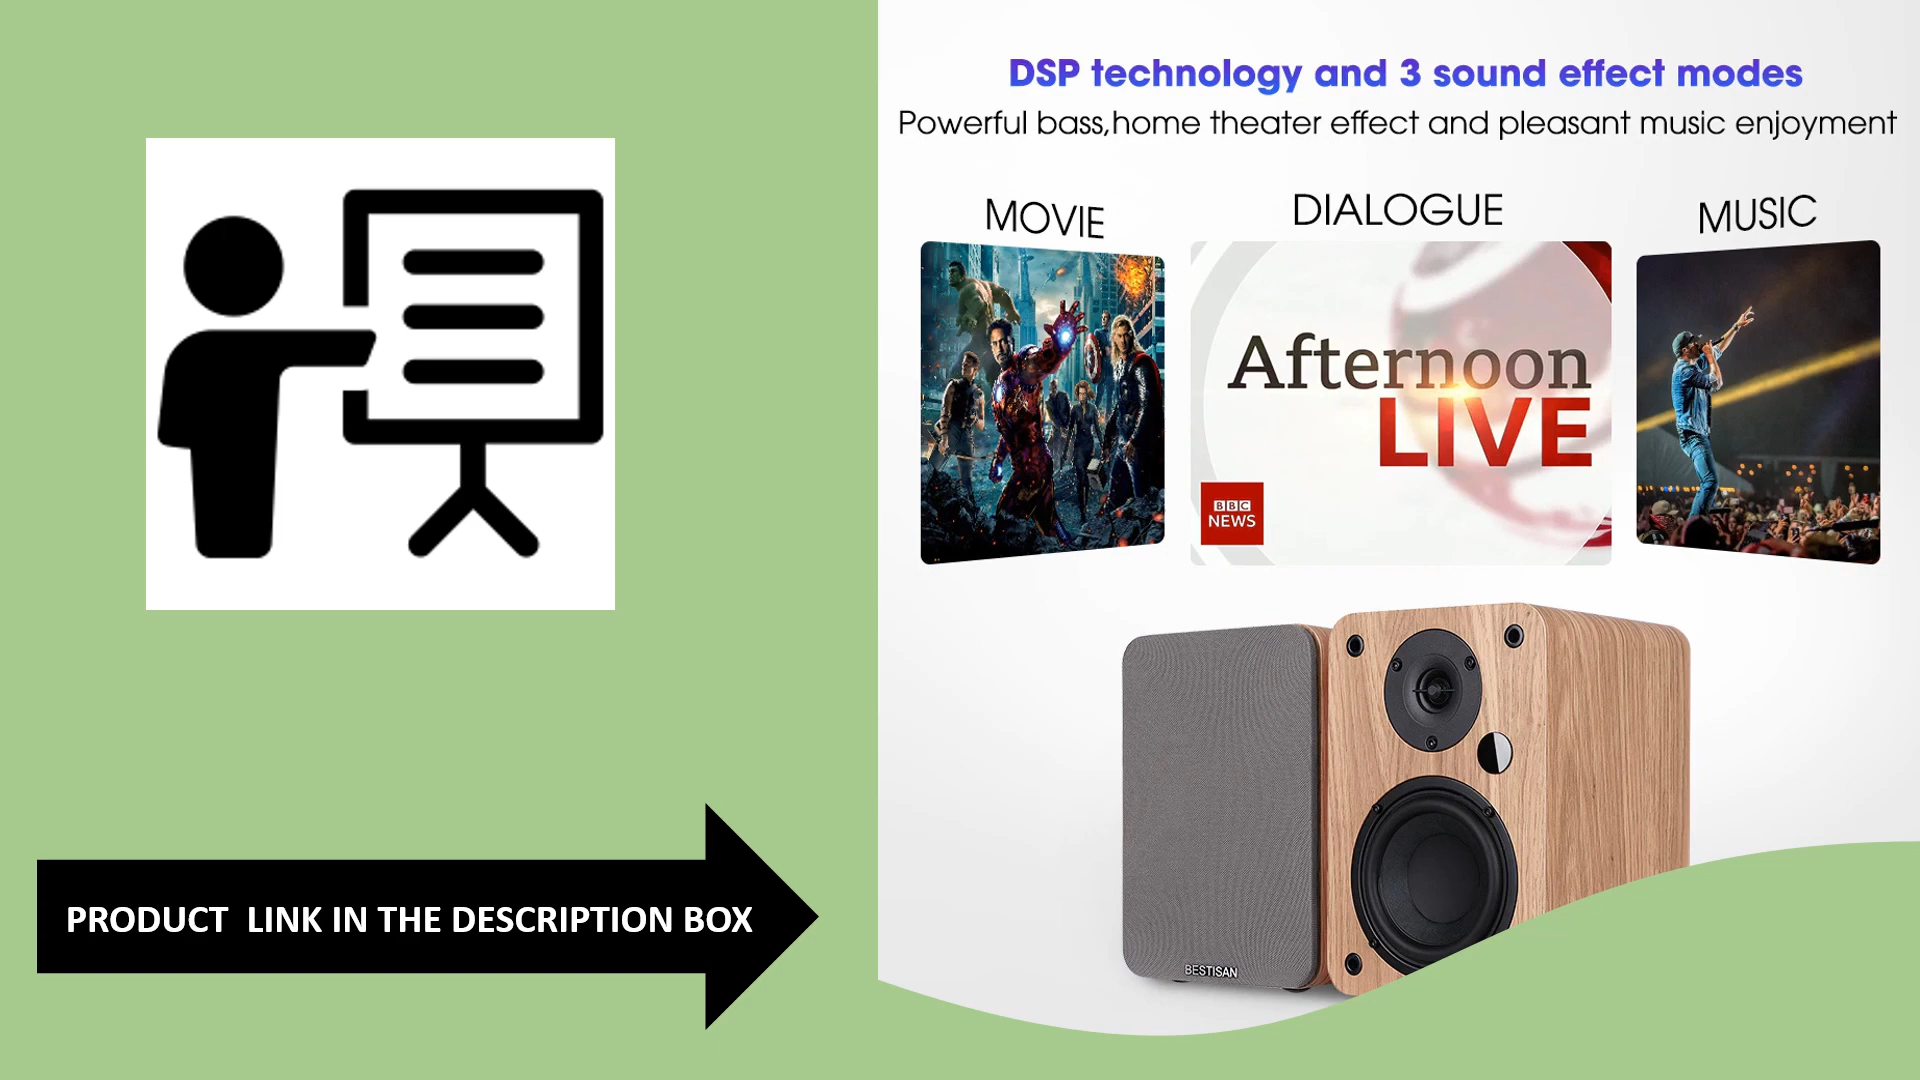 DSP technology and 3 sound effect modes
Powerful bass,home theater effect and pleasant music enjoyment
MOVIE
DIALOGUE
MUSIC
Afternoon
LIVE
BBC
NEWS
BESTISAN
PRODUCT  LINK IN THE DESCRIPTION BOX